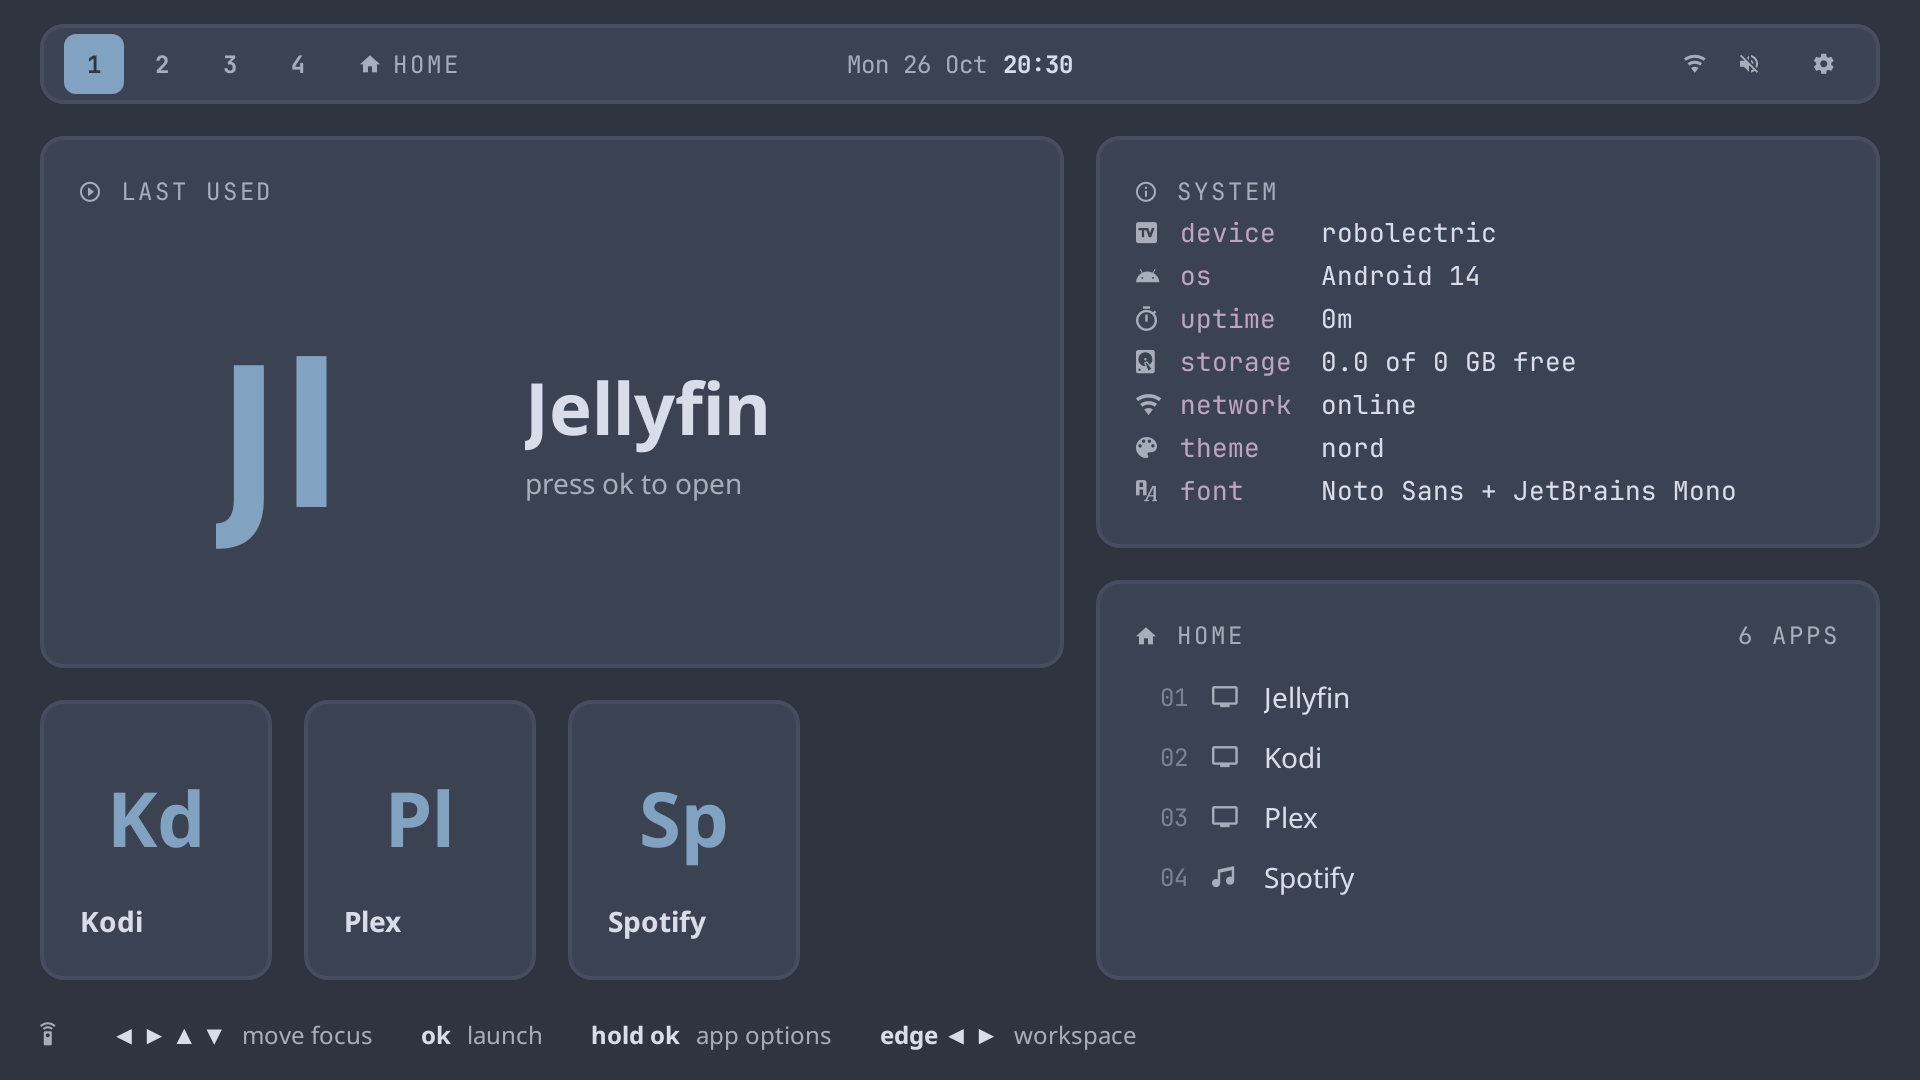 1 2 3 4 HOME Mon 26 Oct 20:30
LAST USED
Jl
Jellyfin
press ok to open
SYSTEM
device robolectric
os Android 14
uptime 0m
storage 0.0 of 0 GB free
network online
theme nord
font Noto Sans + JetBrains Mono
Kd
Kodi
Pl
Plex
Sp
Spotify
HOME 6 APPS
01 Jellyfin
02 Kodi
03 Plex
04 Spotify
◀ ▶ ▲ ▼ move focus ok launch hold ok app options edge ◀ ▶ workspace